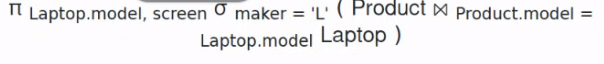 π Laptop.model, screen σ maker = 'L' ( Product ⋈ Product.model =
Laptop.model Laptop )